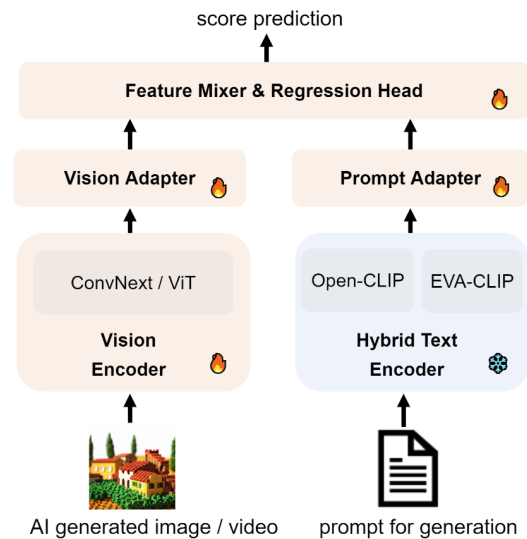 score prediction
Feature Mixer & Regression Head
Vision Adapter
Prompt Adapter
ConvNext / ViT
Open-CLIP
EVA-CLIP
Vision
Encoder
Hybrid Text
Encoder
AI generated image / video
prompt for generation